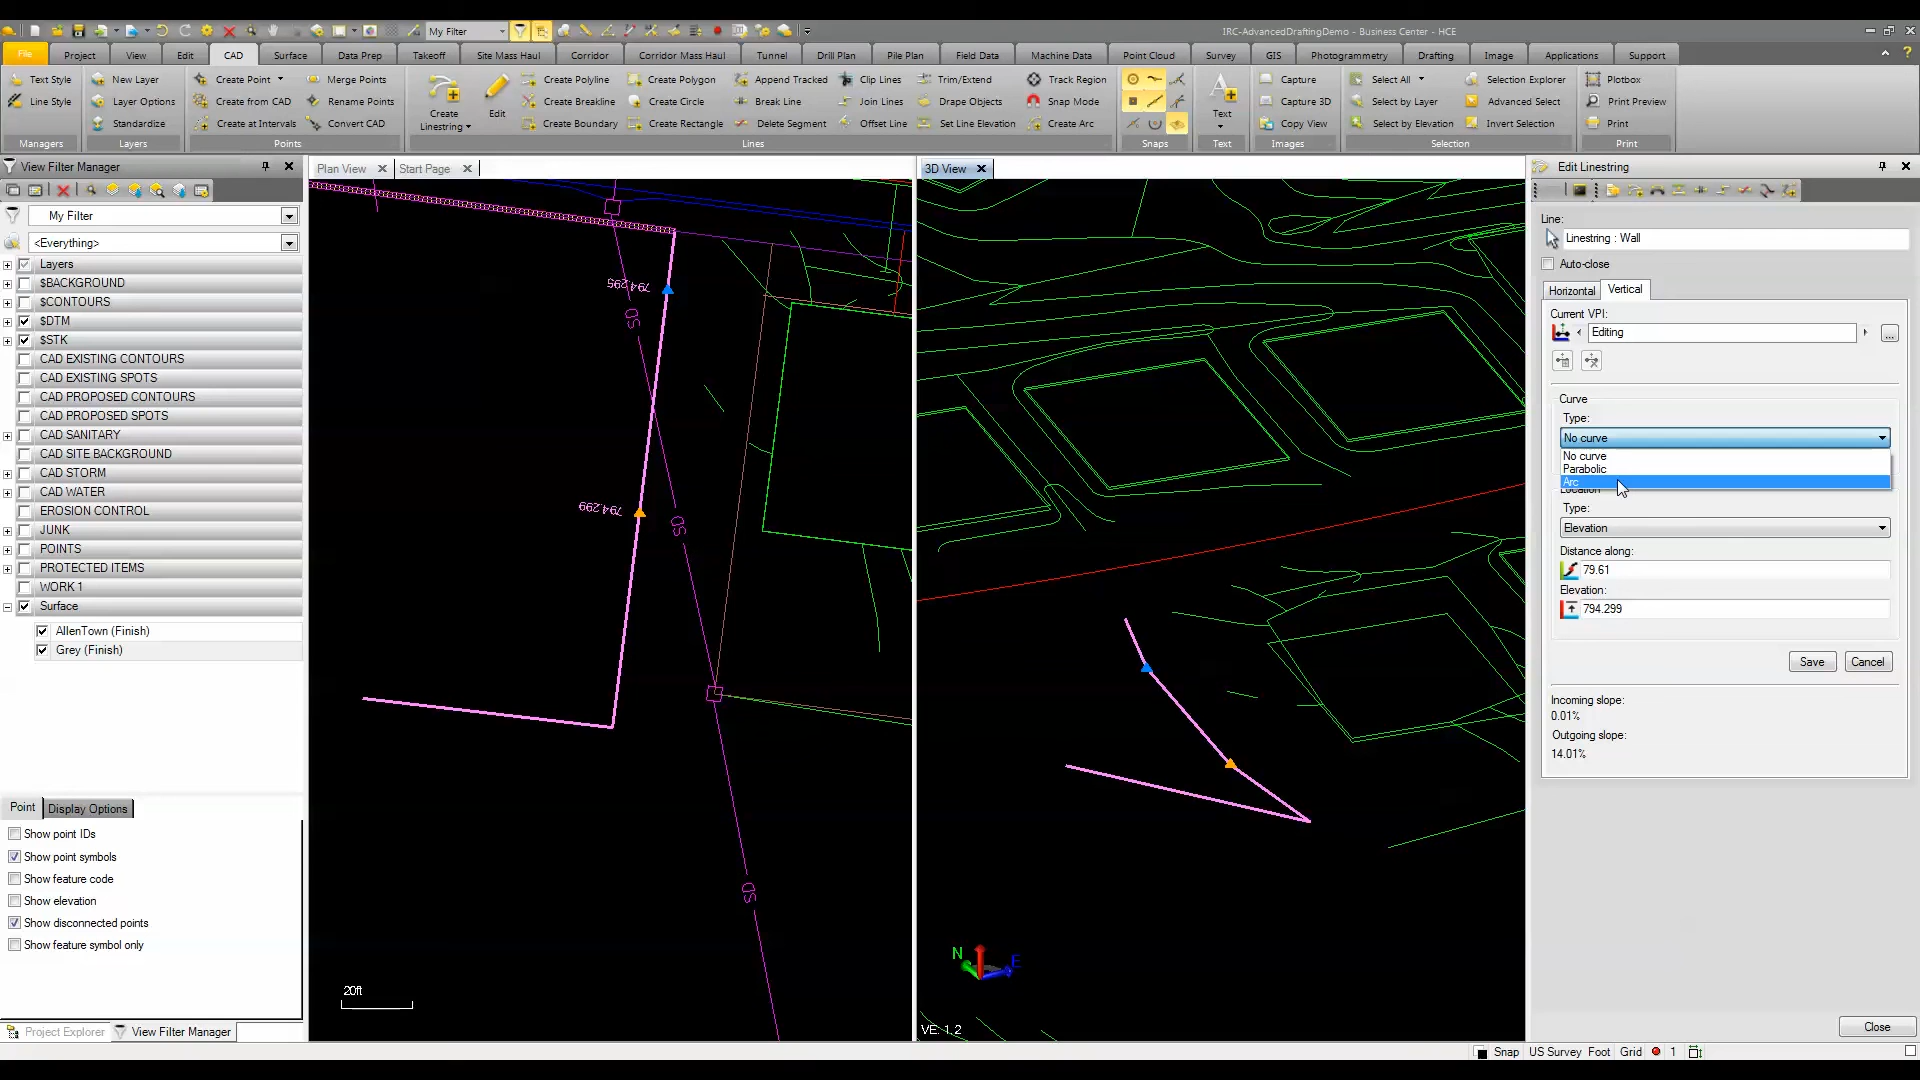 My Filter
IRC-AdvancedDraftingDemo - Business Center - HCE
File Project View Edit CAD Surface Data Prep Takeoff Site Mass Haul Corridor Corridor Mass Haul Tunnel Drill Plan Pile Plan Field Data Machine Data Point Cloud Survey GIS Photogrammetry Drafting Image Applications Support
Text Style New Layer Create Point Merge Points Create Polyline Create Polygon Append Tracked Clip Lines Trim/Extend Track Region Capture Select All Selection Explorer Plotbox
Line Style Layer Options Create from CAD Rename Points Create Linestring Edit Create Breakline Create Circle Break Line Join Lines Drape Objects Snap Mode Text Capture 3D Select by Layer Advanced Select Print Preview
Standardize Create at Intervals Convert CAD Create Boundary Create Rectangle Delete Segment Offset Line Set Line Elevation Create Arc Copy View Select by Elevation Invert Selection Print
Managers Layers Points Lines Snaps Text Images Selection Print
View Filter Manager
Plan View
Start Page
3D View
Edit Linestring
My Filter
<Everything>
Layers
$BACKGROUND
$CONTOURS
$DTM
$STK
CAD EXISTING CONTOURS
CAD EXISTING SPOTS
CAD PROPOSED CONTOURS
CAD PROPOSED SPOTS
CAD SANITARY
CAD SITE BACKGROUND
CAD STORM
CAD WATER
EROSION CONTROL
JUNK
POINTS
PROTECTED ITEMS
WORK 1
Surface
AllenTown (Finish)
Grey (Finish)
Point
Display Options
Show point IDs
Show point symbols
Show feature code
Show elevation
Show disconnected points
Show feature symbol only
Project Explorer
View Filter Manager
794.295
SD
794.299
SD
SD
20ft
N
E
VE: 1.2
Line:
Linestring : Wall
Auto-close
Horizontal
Vertical
Current VPI:
Editing
...
Curve
Type:
No curve
No curve
Parabolic
Arc
Location
Type:
Elevation
Distance along:
79.61
Elevation:
794.299
Save
Cancel
Incoming slope:
0.01%
Outgoing slope:
14.01%
Close
Snap US Survey Foot Grid 1